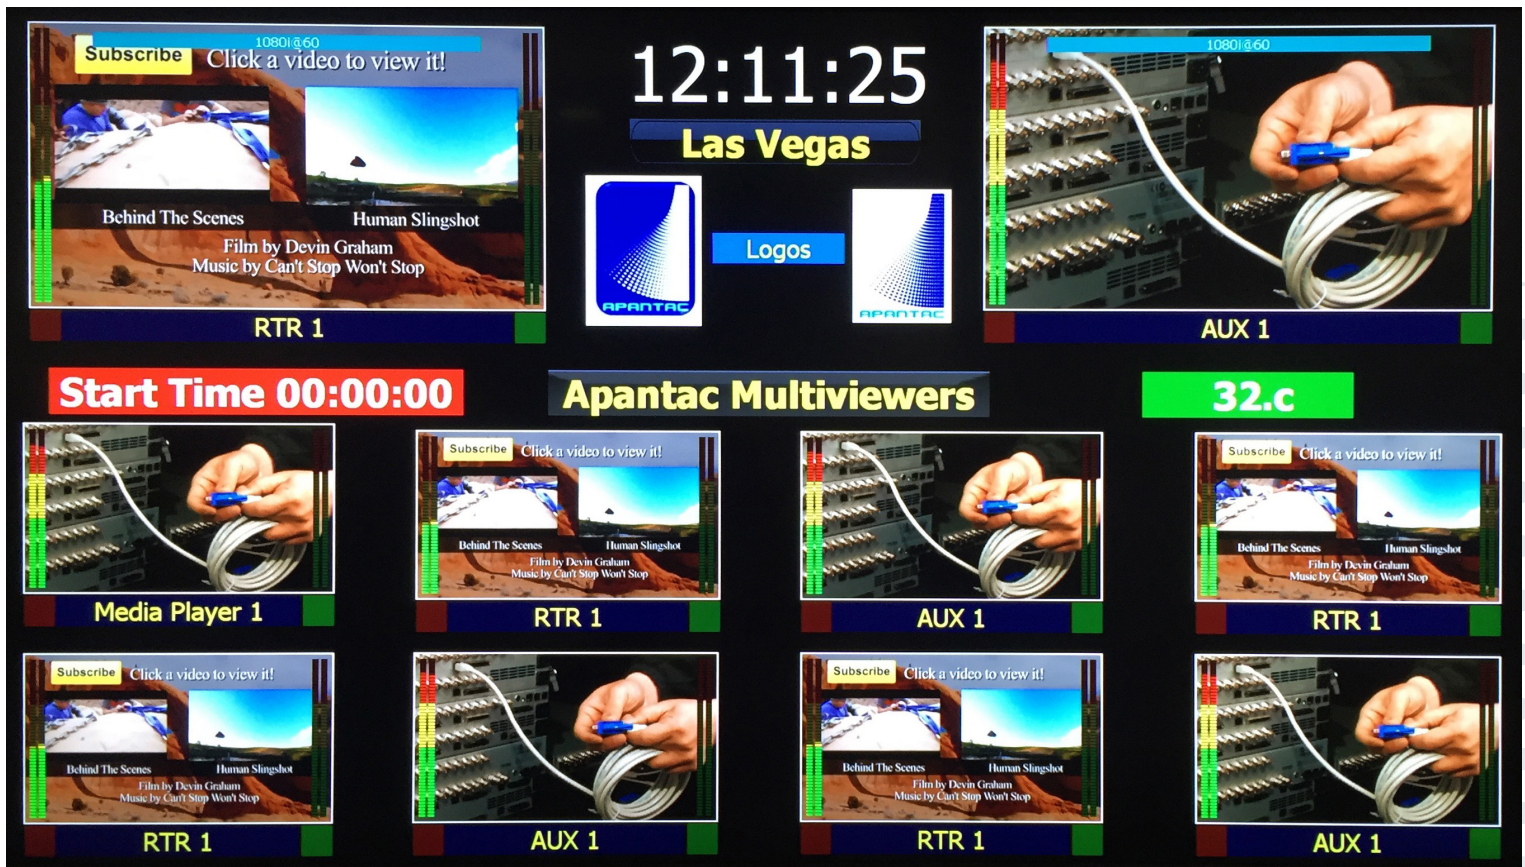 1080i@60
Subscribe
Click a video to view it!
Behind The Scenes
Human Slingshot
Film by Devin Graham
Music by Can't Stop Won't Stop
RTR 1
12:11:25
Las Vegas
APANTAC
Logos
APANTAC
1080i@60
AUX 1
Start Time 00:00:00
Apantac Multiviewers
32.c
Media Player 1
Subscribe
Click a video to view it!
Behind The Scenes
Human Slingshot
Film by Devin Graham
Music by Can't Stop Won't Stop
RTR 1
AUX 1
Subscribe
Click a video to view it!
Behind The Scenes
Human Slingshot
Film by Devin Graham
Music by Can't Stop Won't Stop
RTR 1
Subscribe
Click a video to view it!
Behind The Scenes
Human Slingshot
Film by Devin Graham
Music by Can't Stop Won't Stop
RTR 1
AUX 1
Subscribe
Click a video to view it!
Behind The Scenes
Human Slingshot
Film by Devin Graham
Music by Can't Stop Won't Stop
RTR 1
AUX 1